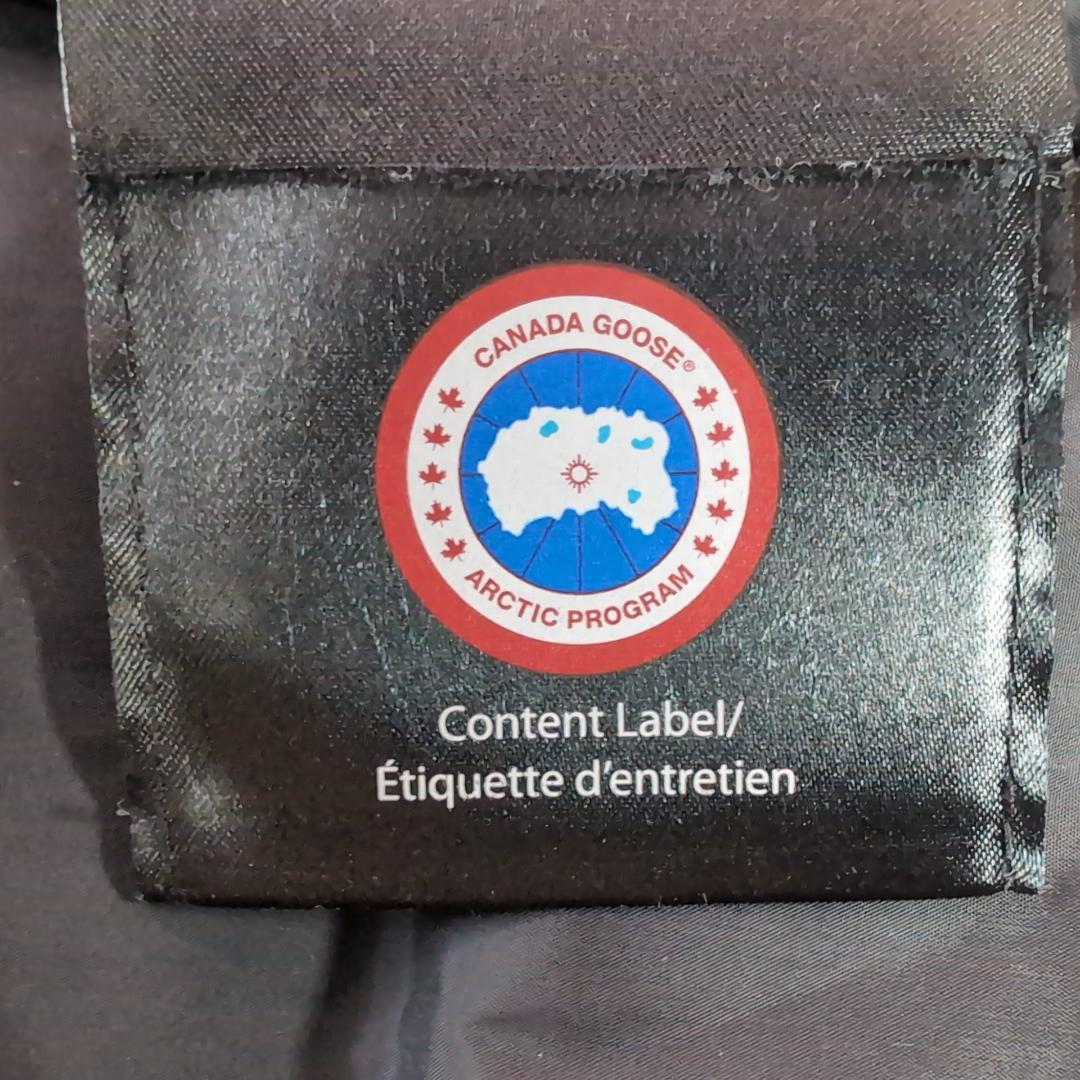 CANADA GOOSE®
ARCTIC PROGRAM
Content Label/
Étiquette d'entretien